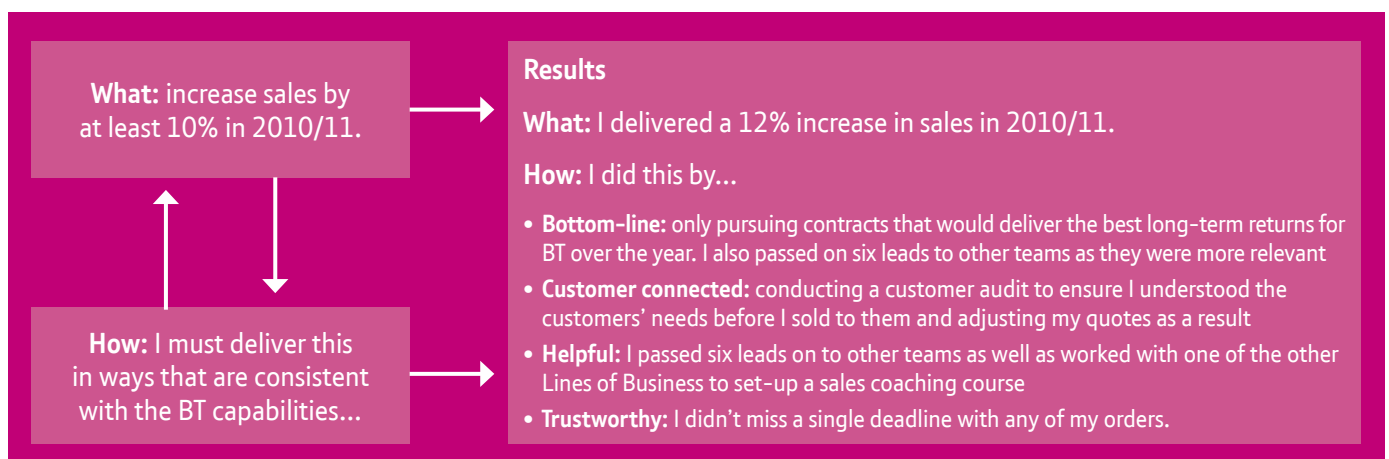 What: increase sales by
at least 10% in 2010/11.
How: I must deliver this
in ways that are consistent
with the BT capabilities...
Results
What: I delivered a 12% increase in sales in 2010/11.
How: I did this by...
• Bottom-line: only pursuing contracts that would deliver the best long-term returns for
BT over the year. I also passed on six leads to other teams as they were more relevant
• Customer connected: conducting a customer audit to ensure I understood the
customers’ needs before I sold to them and adjusting my quotes as a result
• Helpful: I passed six leads on to other teams as well as worked with one of the other
Lines of Business to set-up a sales coaching course
• Trustworthy: I didn’t miss a single deadline with any of my orders.